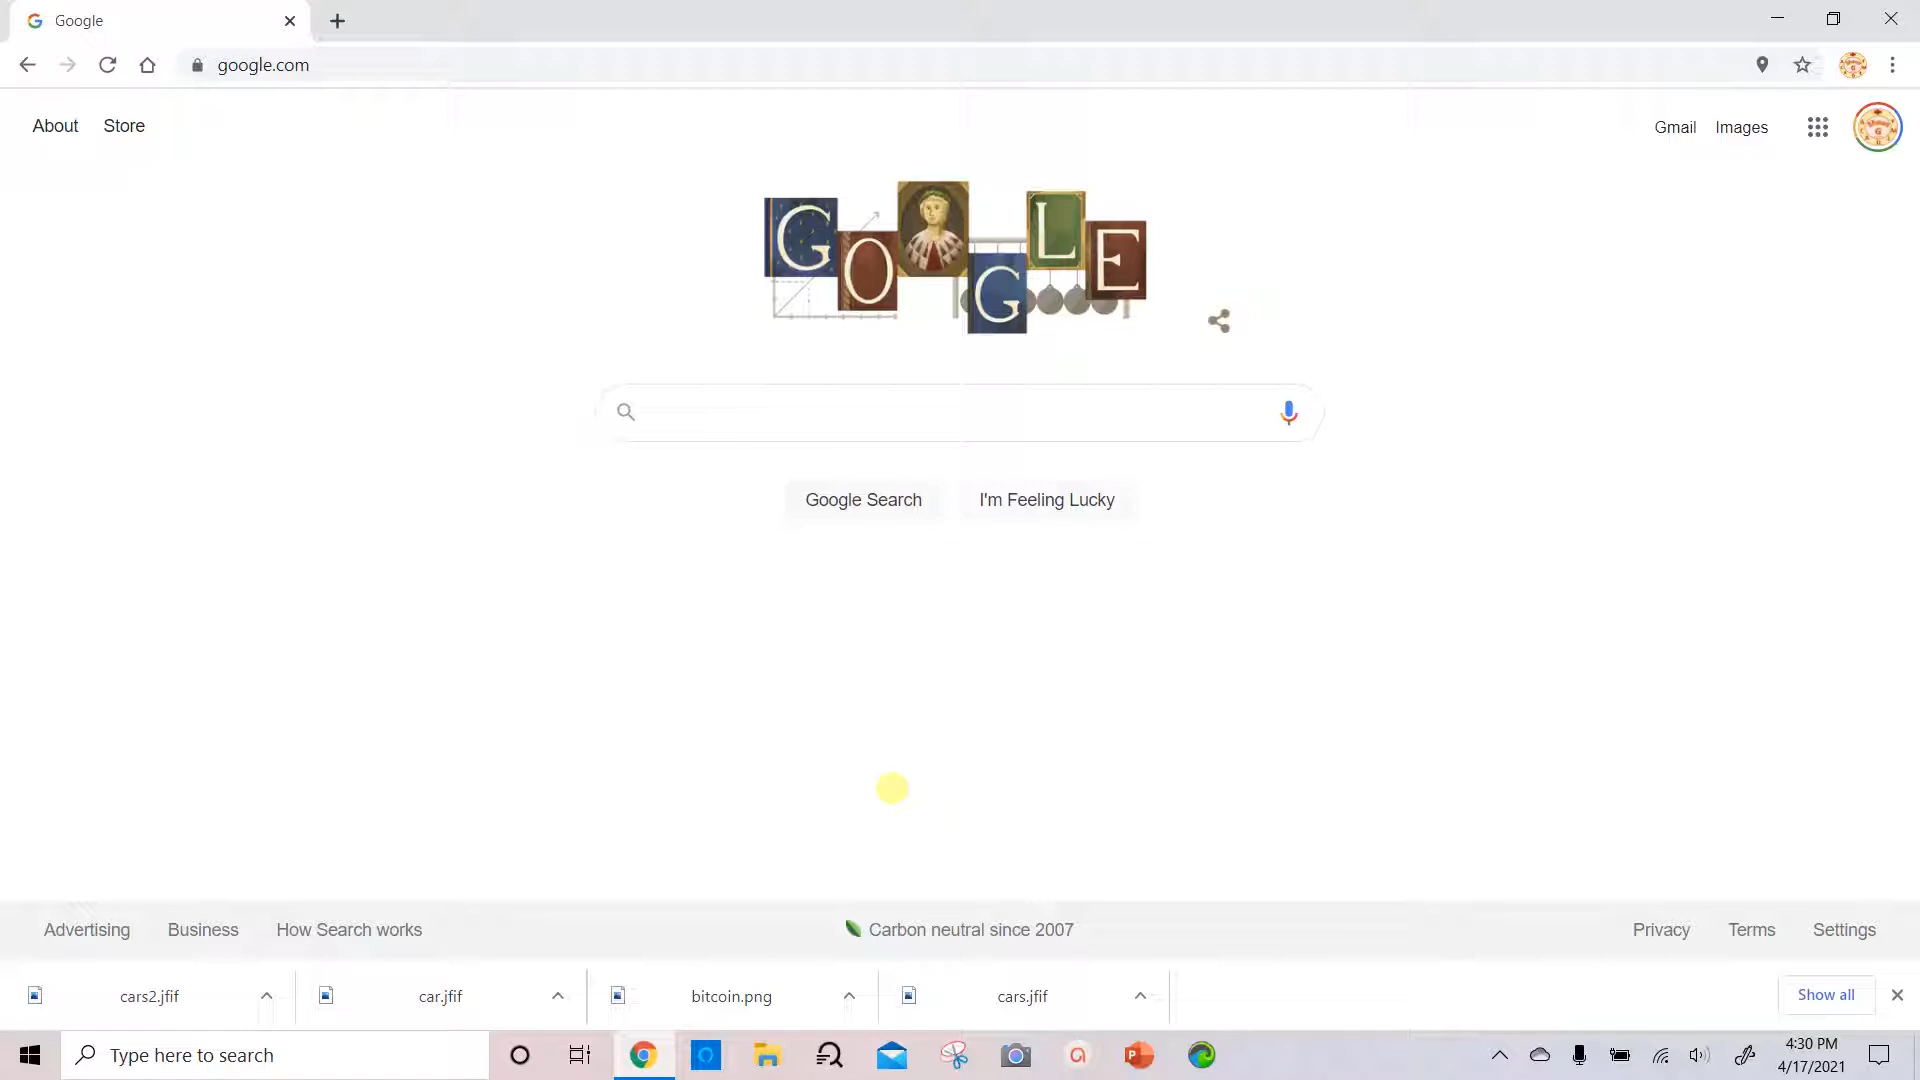 Google
google.com
About Store
Gmail Images
GOGLE
Google Search I'm Feeling Lucky
Advertising Business How Search works
Carbon neutral since 2007
Privacy Terms Settings
cars2.jfif
car.jfif
bitcoin.png
cars.jfif
Show all
Type here to search
4:30 PM
4/17/2021